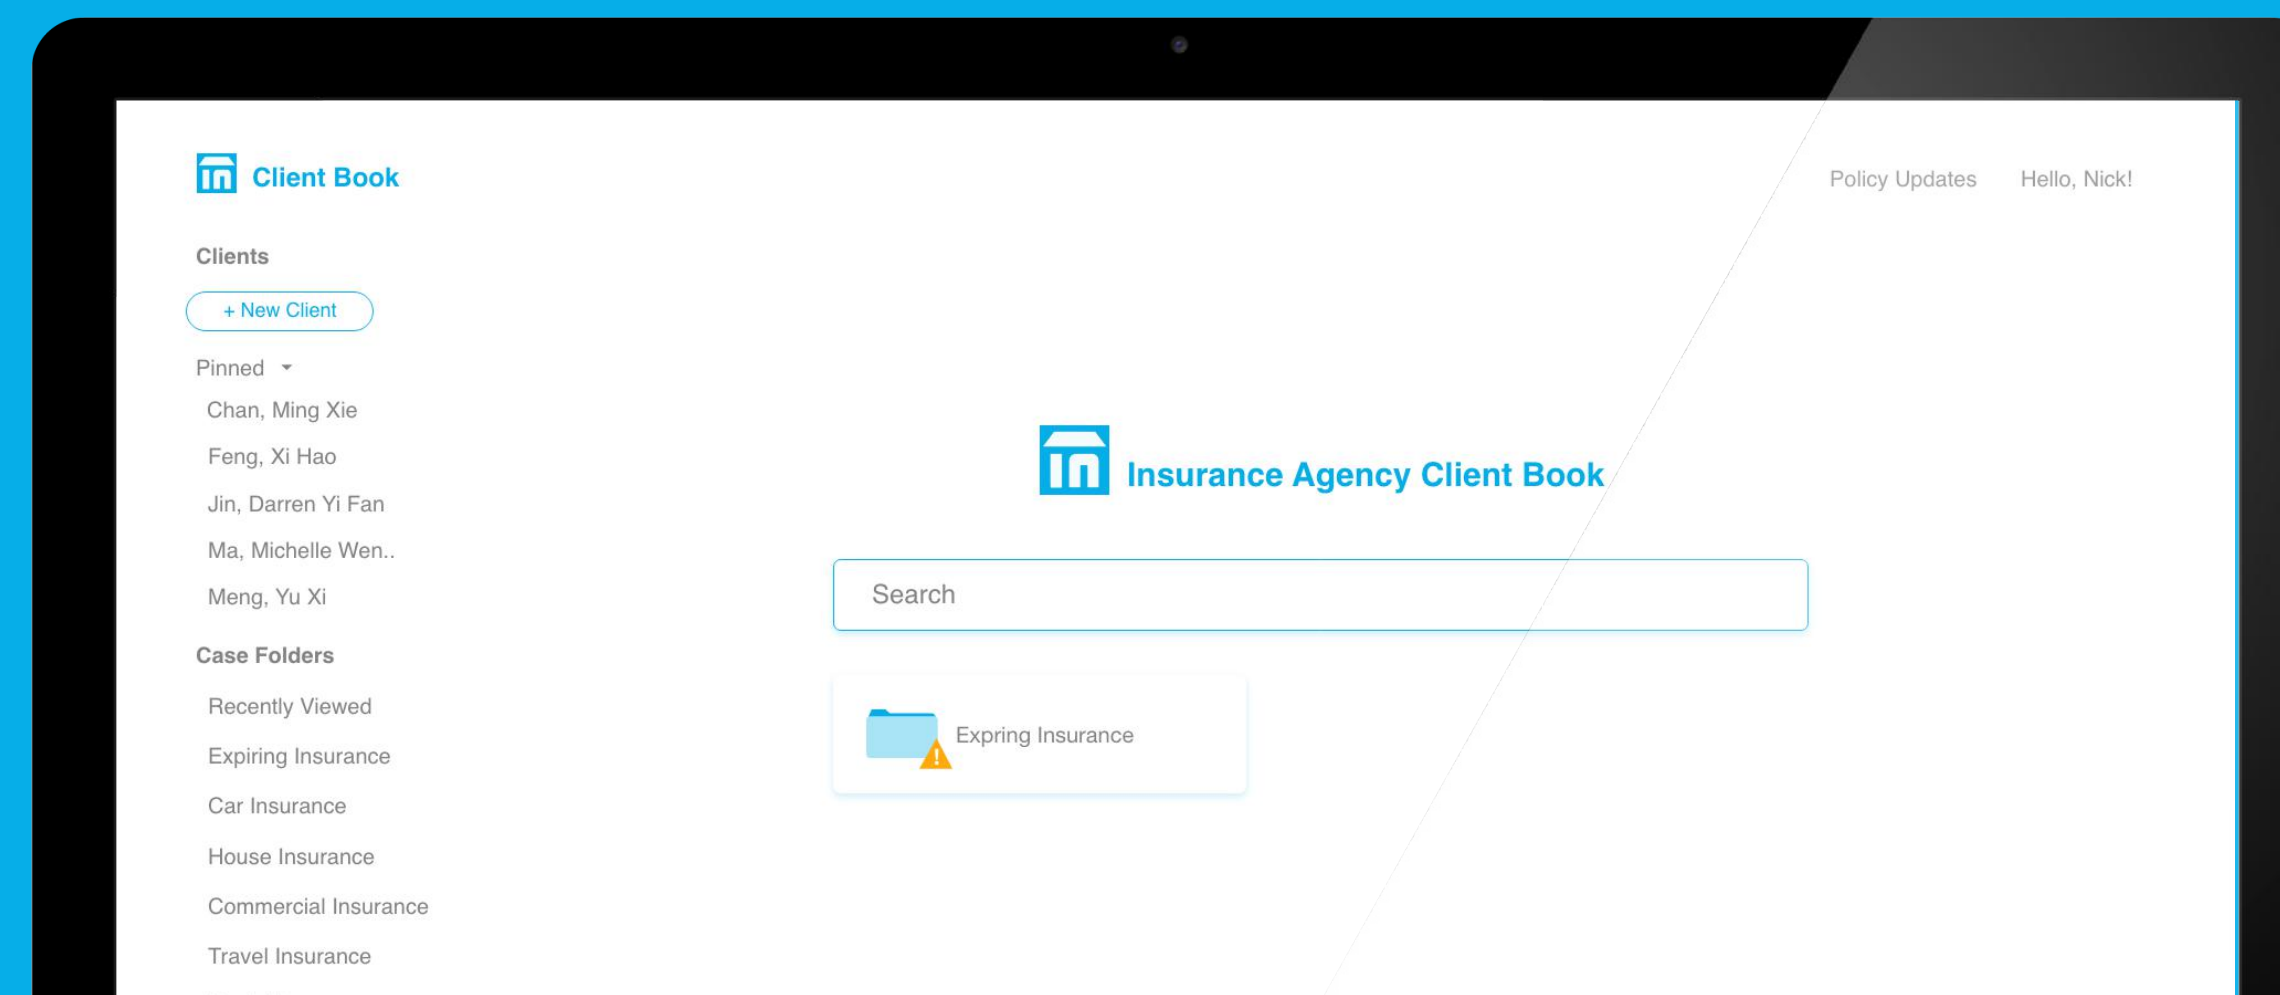 Client Book
Policy Updates
Hello, Nick!
Clients
+ New Client
Pinned
Chan, Ming Xie
Feng, Xi Hao
Jin, Darren Yi Fan
Ma, Michelle Wen..
Meng, Yu Xi
Case Folders
Recently Viewed
Expiring Insurance
Car Insurance
House Insurance
Commercial Insurance
Travel Insurance
Insurance Agency Client Book
Search
Expring Insurance